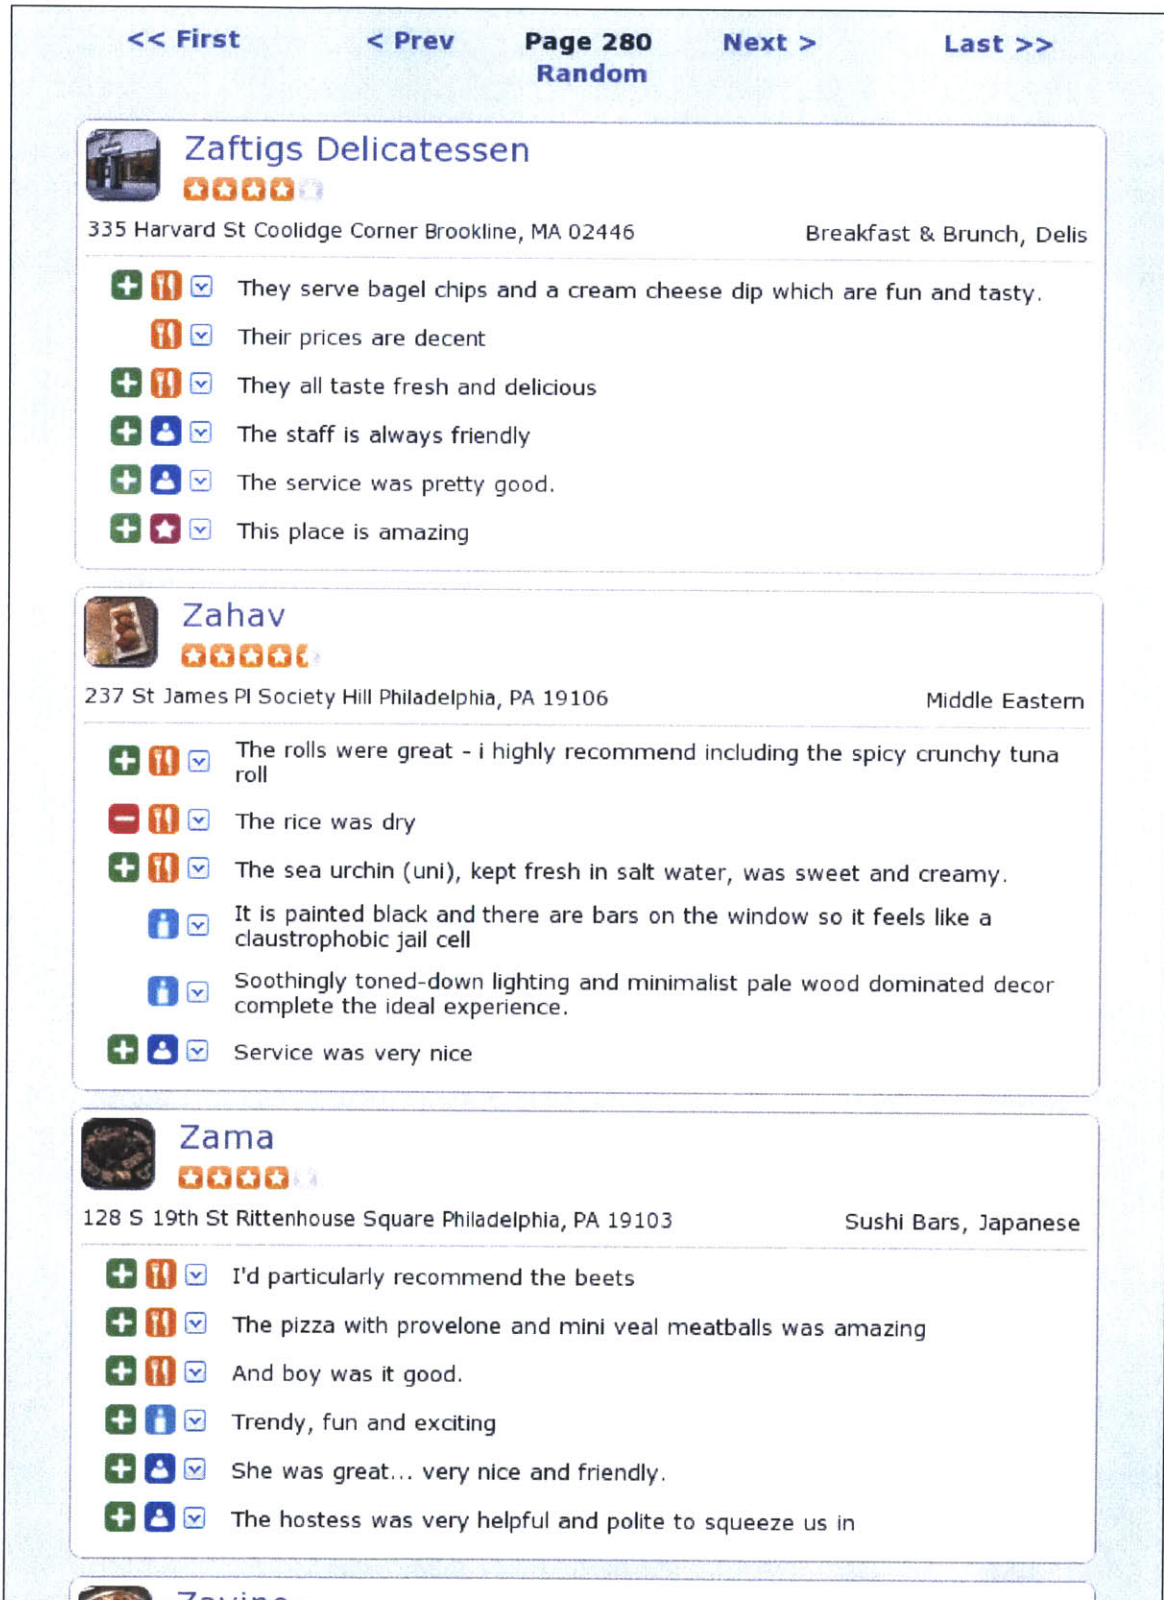 << First < Prev Page 280 Next > Last >>
Random
Zaftigs Delicatessen
335 Harvard St Coolidge Corner Brookline, MA 02446 Breakfast & Brunch, Delis
They serve bagel chips and a cream cheese dip which are fun and tasty.
Their prices are decent
They all taste fresh and delicious
The staff is always friendly
The service was pretty good.
This place is amazing
Zahav
237 St James Pl Society Hill Philadelphia, PA 19106 Middle Eastern
The rolls were great - i highly recommend including the spicy crunchy tuna
roll
The rice was dry
The sea urchin (uni), kept fresh in salt water, was sweet and creamy.
It is painted black and there are bars on the window so it feels like a
claustrophobic jail cell
Soothingly toned-down lighting and minimalist pale wood dominated decor
complete the ideal experience.
Service was very nice
Zama
128 S 19th St Rittenhouse Square Philadelphia, PA 19103 Sushi Bars, Japanese
I'd particularly recommend the beets
The pizza with provelone and mini veal meatballs was amazing
And boy was it good.
Trendy, fun and exciting
She was great... very nice and friendly.
The hostess was very helpful and polite to squeeze us in